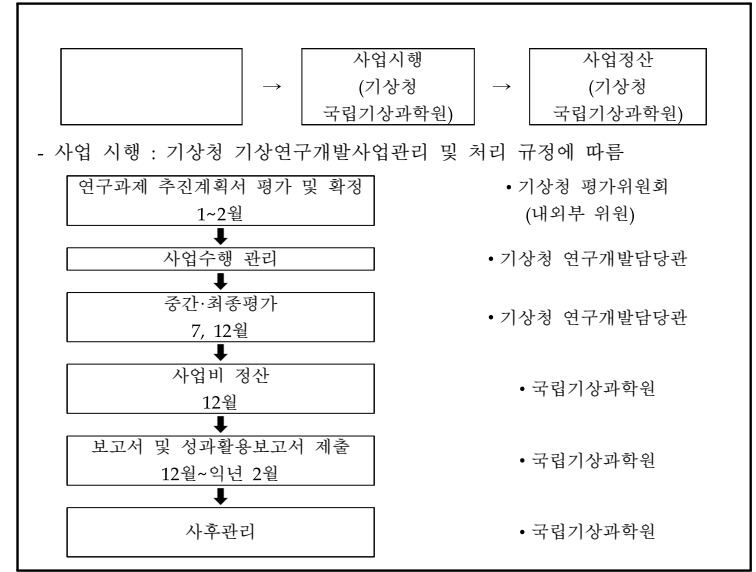 사업시행
(기상청
국립기상과학원)
→
→
사업정산
(기상청
국립기상과학원)
- 사업 시행 : 기상청 기상연구개발사업관리 및 처리 규정에 따름
연구과제 추진계획서 평가 및 확정
1~2월
• 기상청 평가위원회
(내외부 위원)
사업수행 관리
• 기상청 연구개발담당관
중간·최종평가
7, 12월
• 기상청 연구개발담당관
사업비 정산
12월
• 국립기상과학원
보고서 및 성과활용보고서 제출
12월~익년 2월
• 국립기상과학원
사후관리
• 국립기상과학원